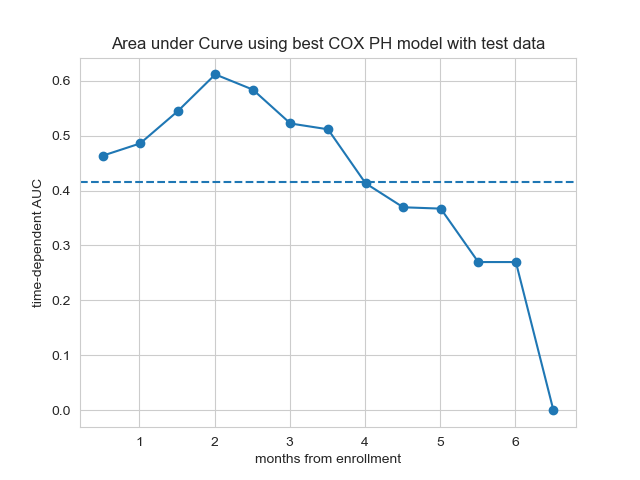 Area under Curve using best COX PH model with test data
time-dependent AUC
0.6
0.5
0.4
0.3
0.2
0.1
0.0
1 2 3 4 5 6
months from enrollment